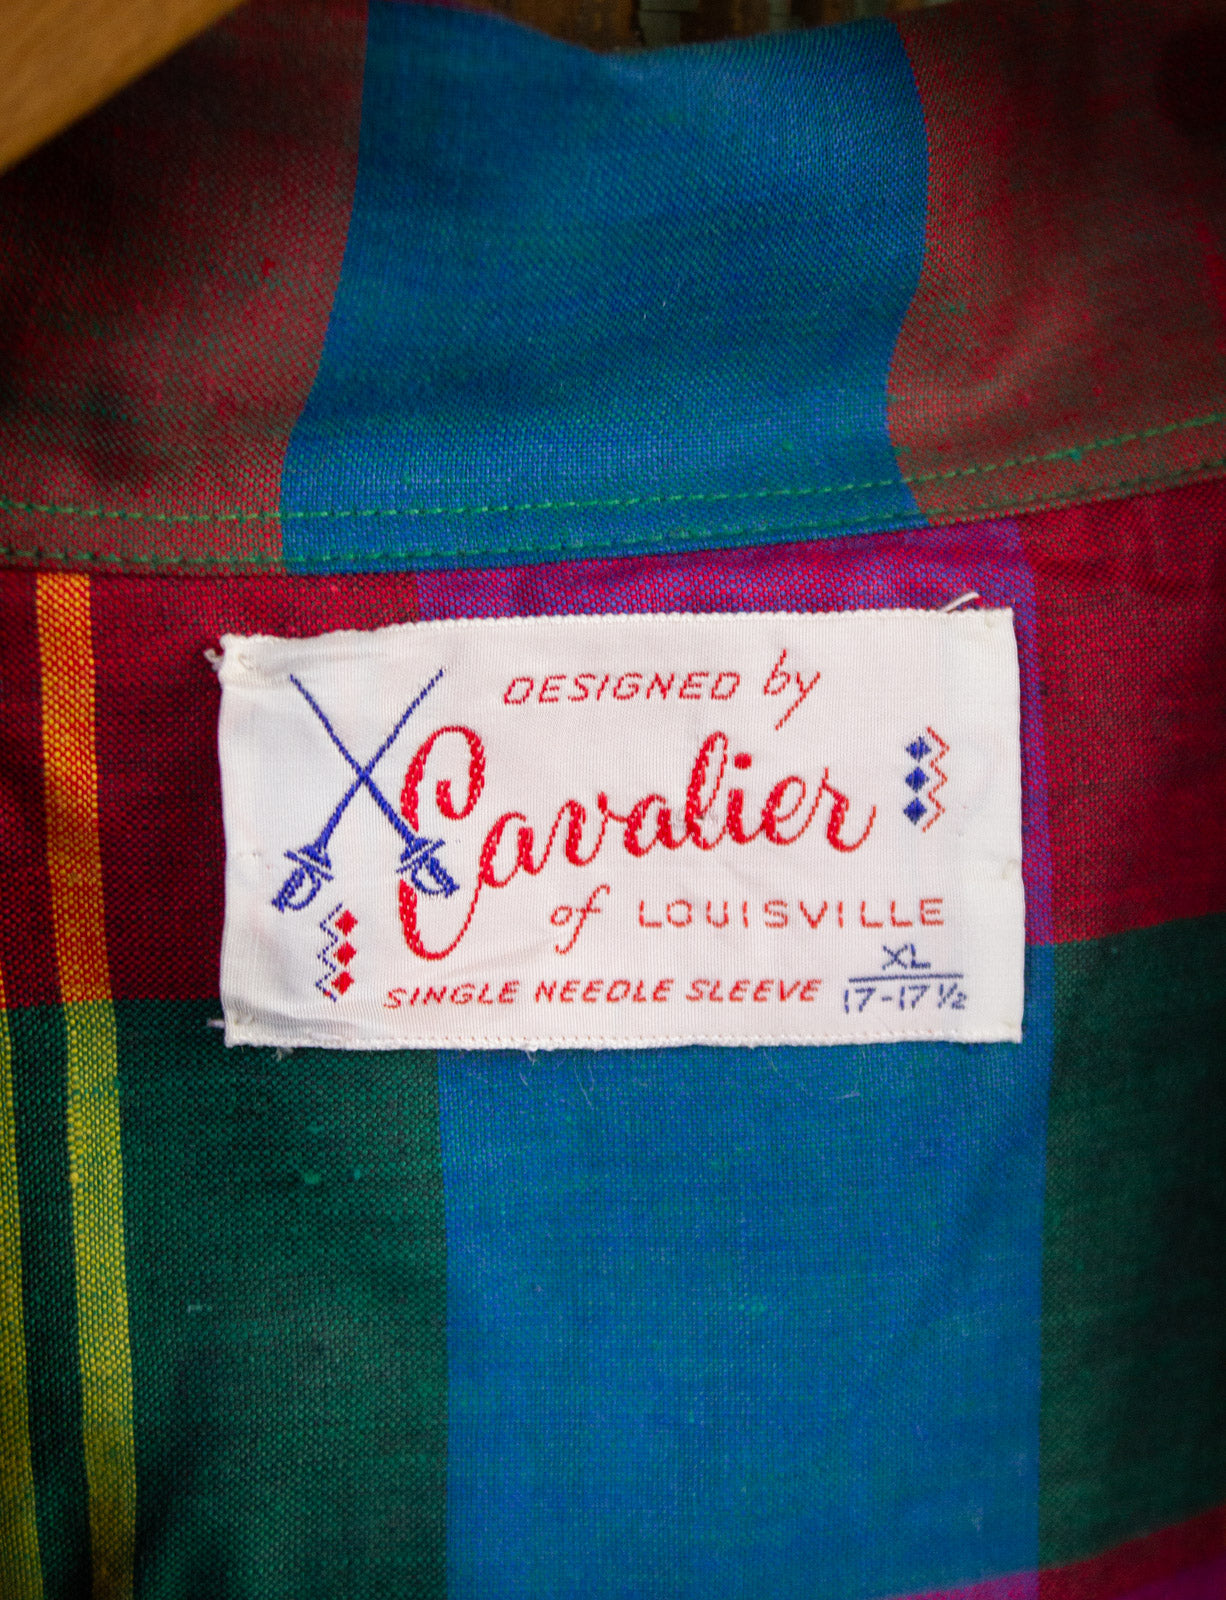 DESIGNED by
Cavalier
of LOUISVILLE
SINGLE NEEDLE SLEEVE
XL
17-17 1/2